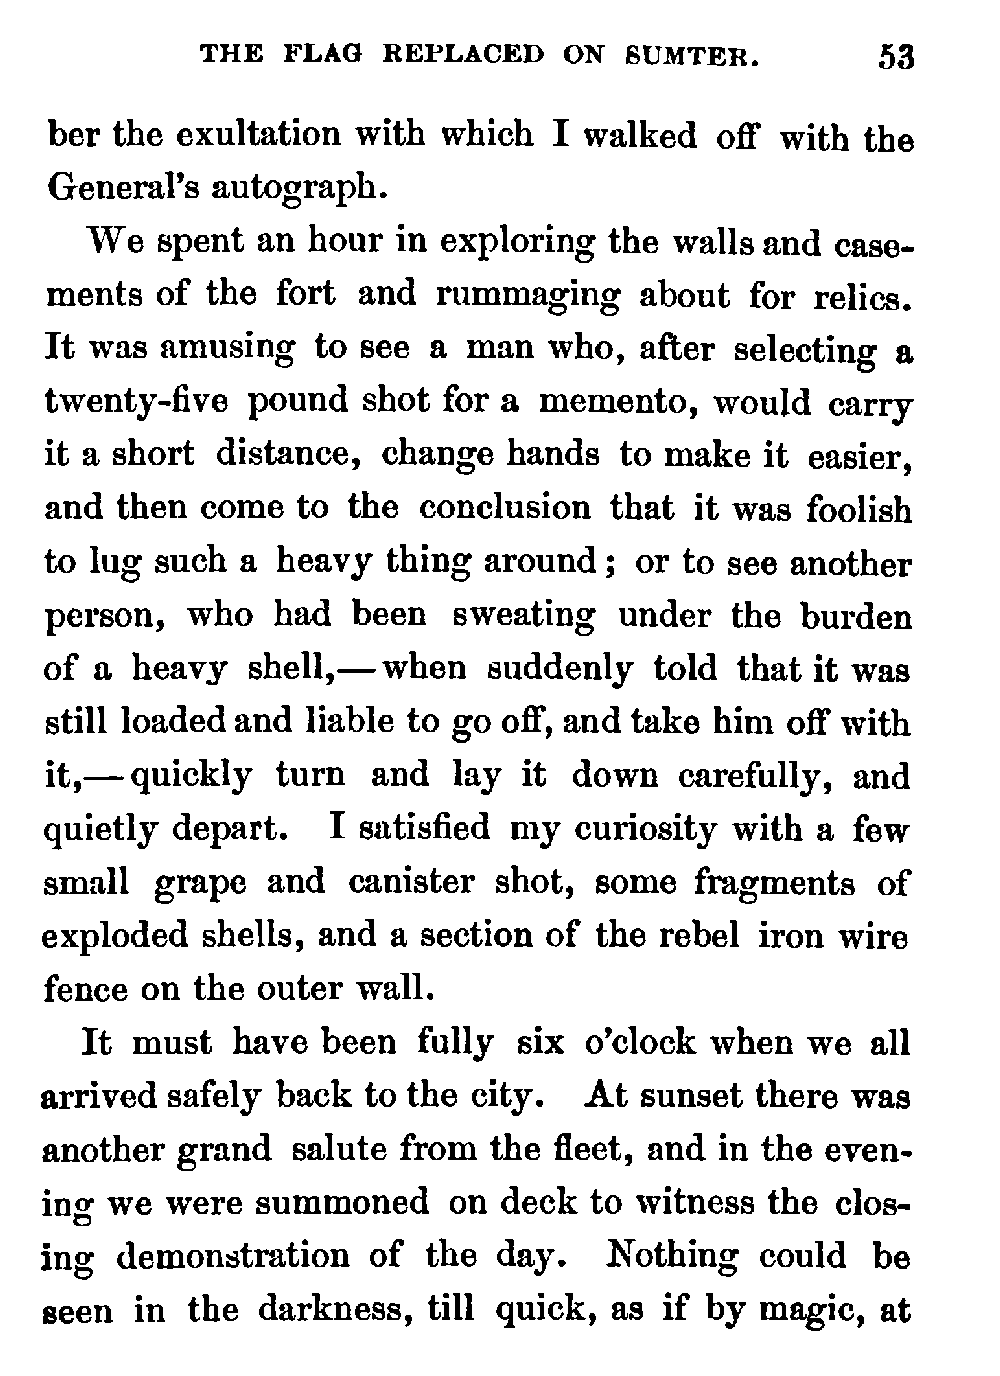 THE FLAG REPLACED ON SUMTER. 53
ber the exultation with which I walked off with the
General's autograph.
We spent an hour in exploring the walls and case-
ments of the fort and rummaging about for relics.
It was amusing to see a man who, after selecting a
twenty-five pound shot for a memento, would carry
it a short distance, change hands to make it easier,
and then come to the conclusion that it was foolish
to lug such a heavy thing around; or to see another
person, who had been sweating under the burden
of a heavy shell,—when suddenly told that it was
still loaded and liable to go off, and take him off with
it,—quickly turn and lay it down carefully, and
quietly depart. I satisfied my curiosity with a few
small grape and canister shot, some fragments of
exploded shells, and a section of the rebel iron wire
fence on the outer wall.
It must have been fully six o'clock when we all
arrived safely back to the city. At sunset there was
another grand salute from the fleet, and in the even-
ing we were summoned on deck to witness the clos-
ing demonstration of the day. Nothing could be
seen in the darkness, till quick, as if by magic, at